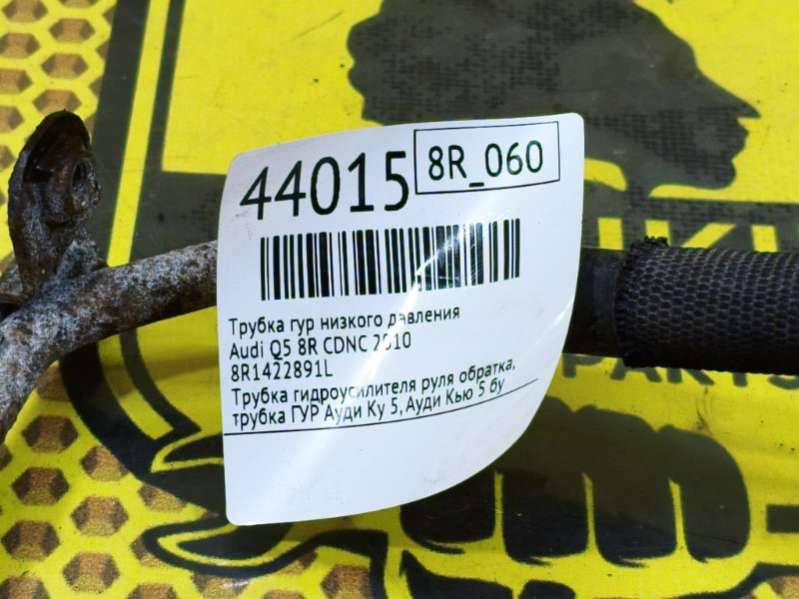 44015
8R_060
Трубка гур низкого давления
Audi Q5 8R CDNC 2010
8R1422891L
Трубка гидроусилителя руля обратка,
трубка ГУР Ауди Ку 5, Ауди Кью 5 бу